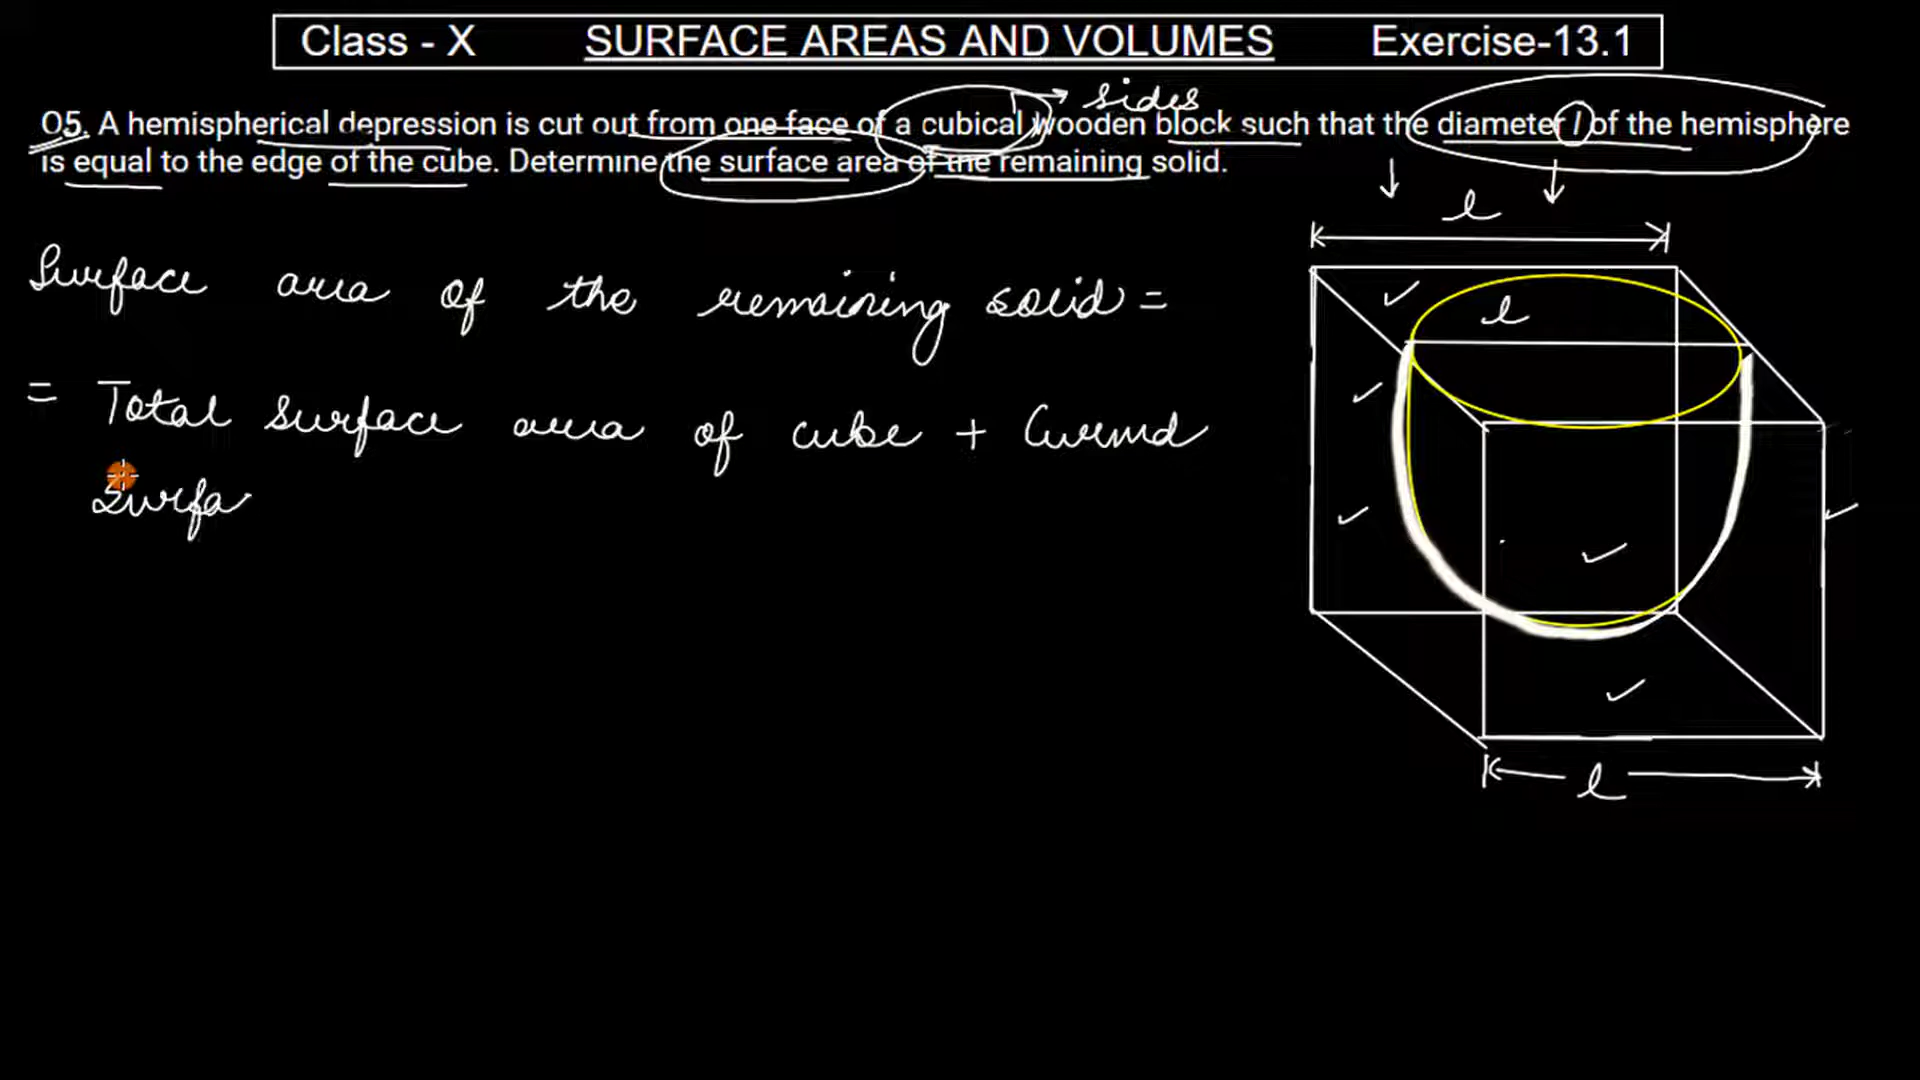 Class - X SURFACE AREAS AND VOLUMES Exercise-13.1
sides
Q5. A hemispherical depression is cut out from one face of a cubical wooden block such that the diameter l of the hemisphere
is equal to the edge of the cube. Determine the surface area of the remaining solid.
l
Surface area of the remaining solid =
l
= Total surface area of cube + Curved
Surfa
l